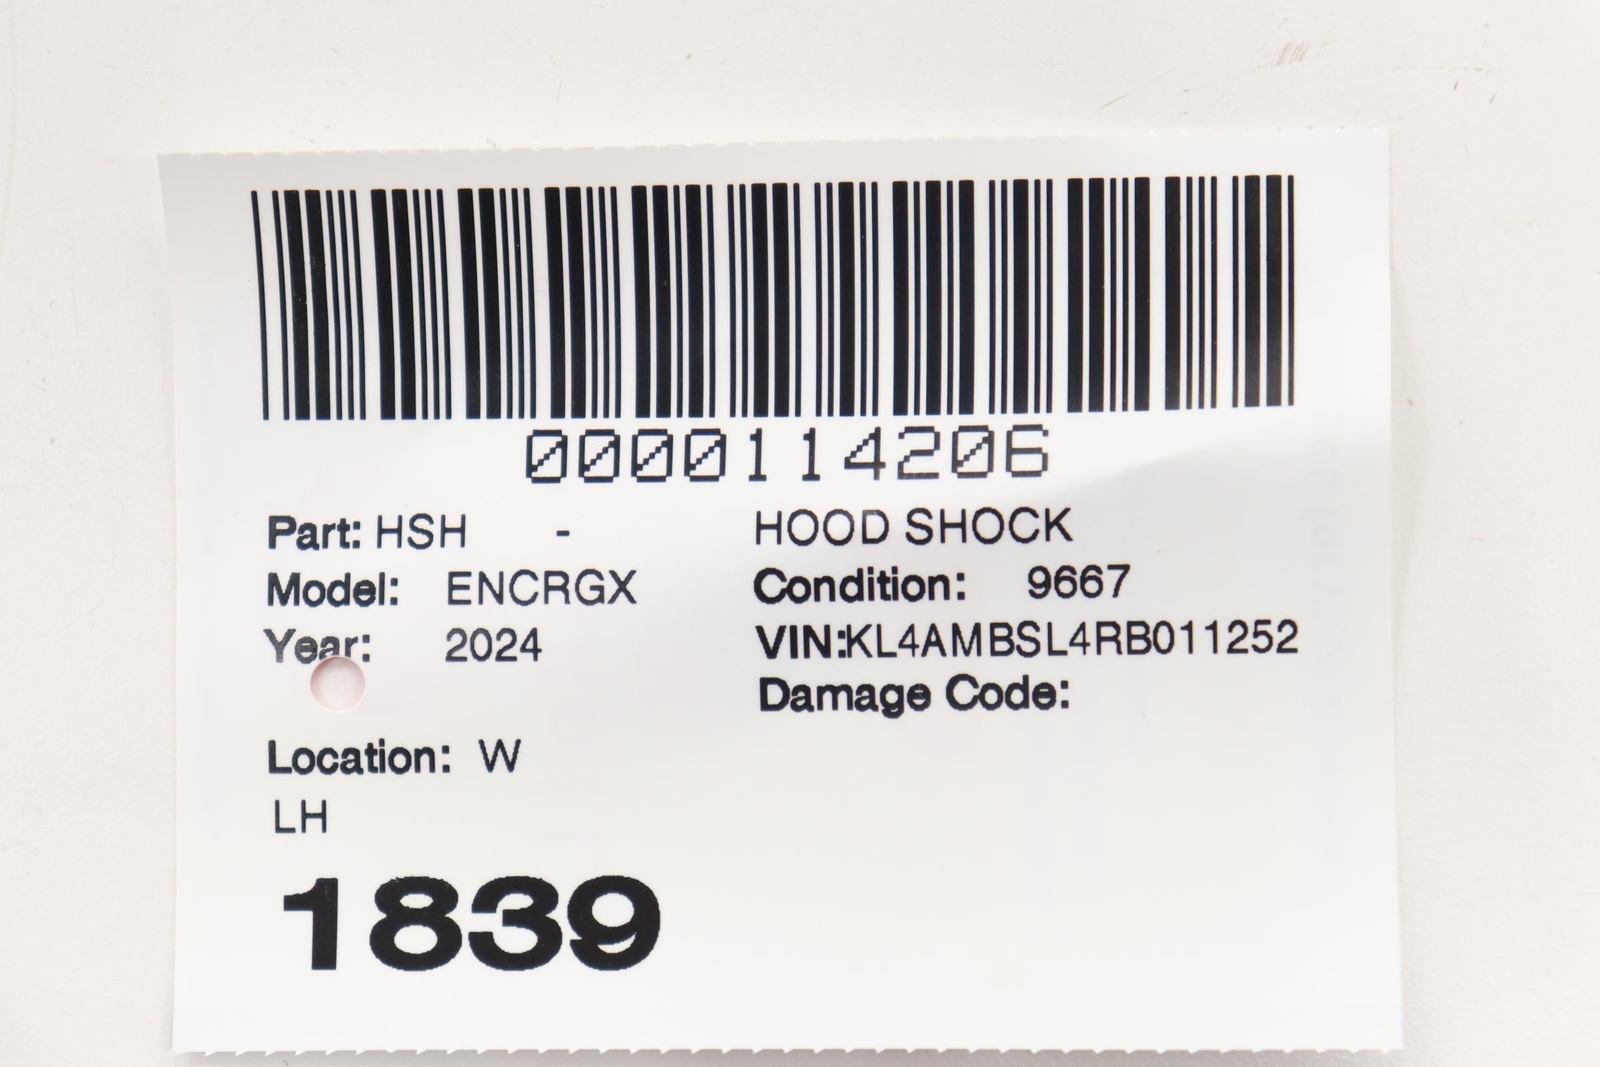 0000114206
Part: HSH - HOOD SHOCK
Model: ENCRGX Condition: 9667
Year: 2024 VIN:KL4AMBSL4RB011252
Damage Code:
Location: W
LH
1839